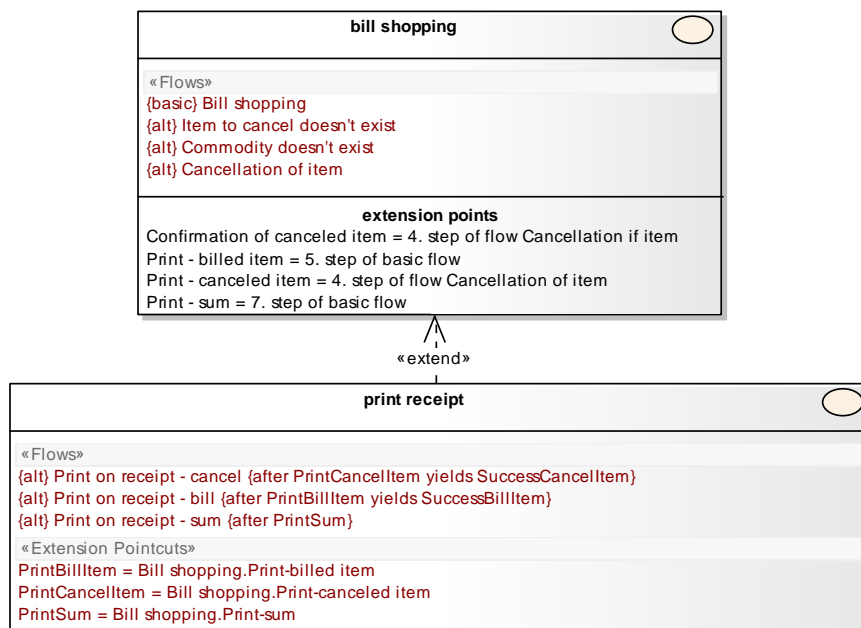 bill shopping
«Flows»
{basic} Bill shopping
{alt} Item to cancel doesn't exist
{alt} Commodity doesn't exist
{alt} Cancellation of item
extension points
Confirmation of canceled item = 4. step of flow Cancellation if item
Print - billed item = 5. step of basic flow
Print - canceled item = 4. step of flow Cancellation of item
Print - sum = 7. step of basic flow
«extend»
print receipt
«Flows»
{alt} Print on receipt - cancel {after PrintCancelItem yields SuccessCancelItem}
{alt} Print on receipt - bill {after PrintBillItem yields SuccessBillItem}
{alt} Print on receipt - sum {after PrintSum}
«Extension Pointcuts»
PrintBillItem = Bill shopping.Print-billed item
PrintCancelItem = Bill shopping.Print-canceled item
PrintSum = Bill shopping.Print-sum